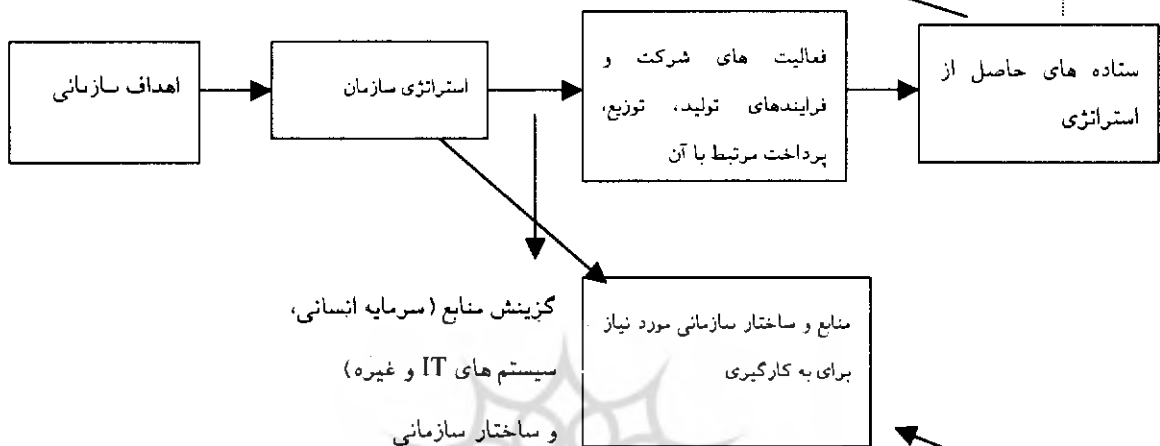 اهداف سازمانی
استراتژی سازمان
فعالیت های شرکت و
فرایندهای تولید، توزیع،
پرداخت مرتبط با آن
ستاده های حاصل از
استراتژی
گزینش منابع (سرمایه انسانی،
سیستم های IT و غیره)
و ساختار سازمانی
منابع و ساختار سازمانی مورد نیاز
برای به کارگیری